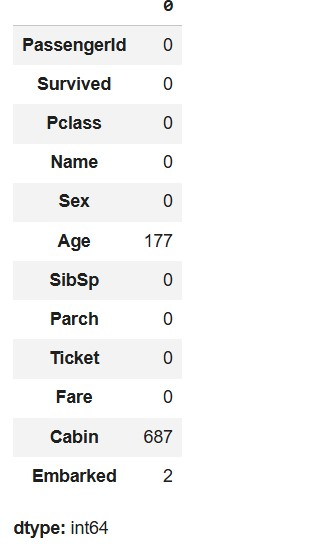 0
PassengerId 0
Survived 0
Pclass 0
Name 0
Sex 0
Age 177
SibSp 0
Parch 0
Ticket 0
Fare 0
Cabin 687
Embarked 2
dtype: int64